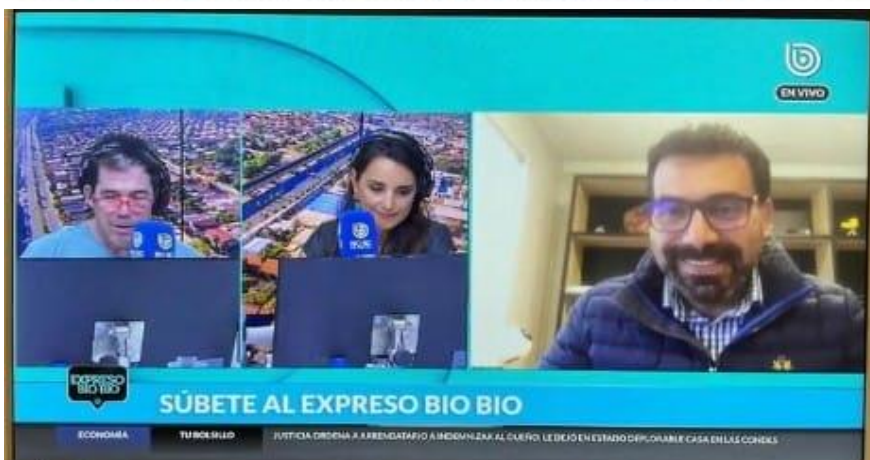 EN VIVO
EXPRESO
BIO BIO
SÚBETE AL EXPRESO BIO BIO
ECONOMÍA
TU BOLSILLO
JUSTICIA ORDENA A ARRENDATARIO A INDEMNIZAR AL DUEÑO: LE DEJÓ EN ESTADO DEPLORABLE CASA EN LAS CONDES